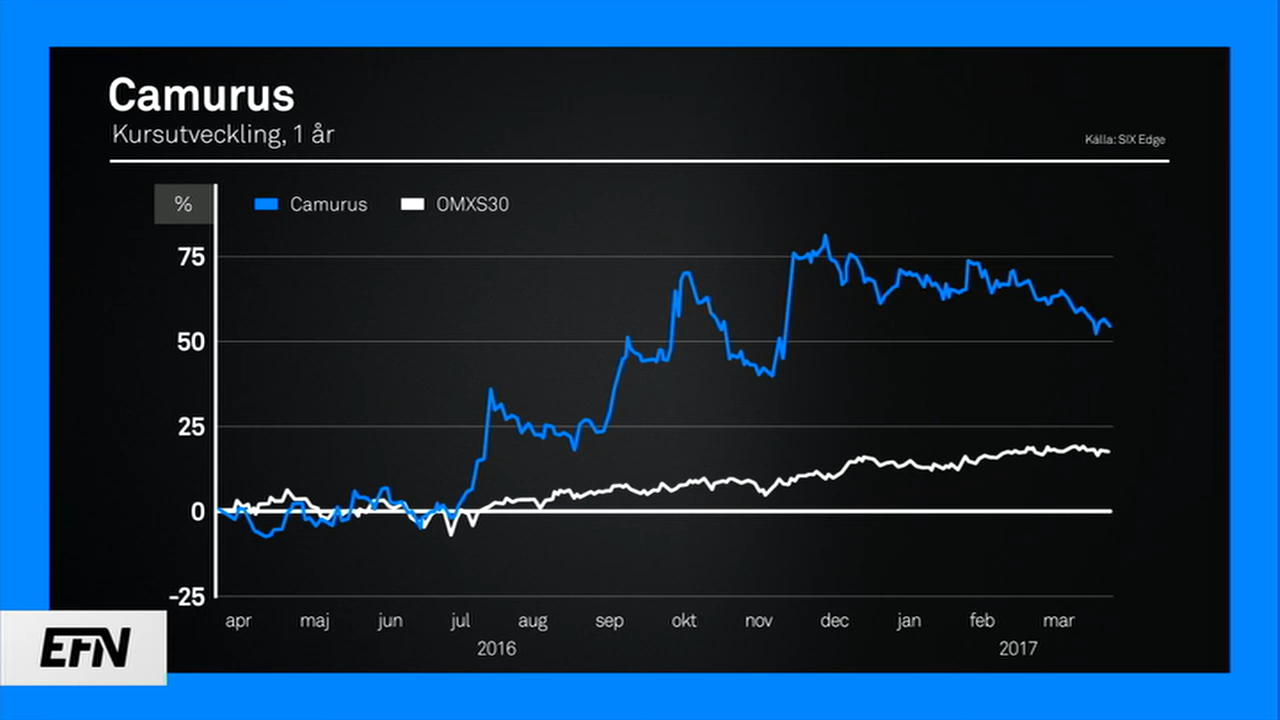 Camurus
Kursutveckling, 1 år
Källa: SIX Edge
%
Camurus
OMXS30
75
50
25
0
-25
apr maj jun jul aug sep okt nov dec jan feb mar
2016 2017
EFN